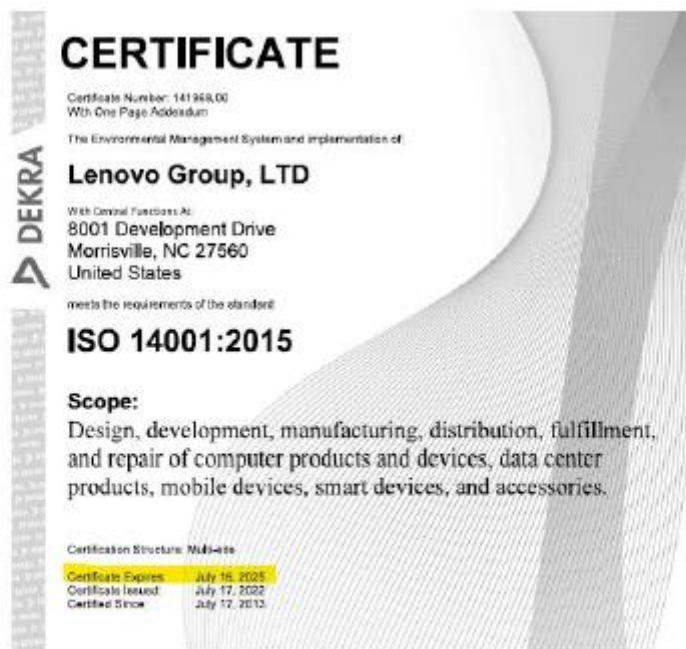 CERTIFICATE
Certificate Number: 141968.00
With One Page Addendum
The Environmental Management System and implementation of:
Lenovo Group, LTD
With Central Functions At:
8001 Development Drive
Morrisville, NC 27560
United States
meets the requirements of the standard:
ISO 14001:2015
Scope:
Design, development, manufacturing, distribution, fulfillment,
and repair of computer products and devices, data center
products, mobile devices, smart devices, and accessories.
Certification Structure: Multi-site
Certificate Expires: July 16, 2025
Certificate Issued: July 17, 2022
Certified Since: July 17, 2013
DEKRA